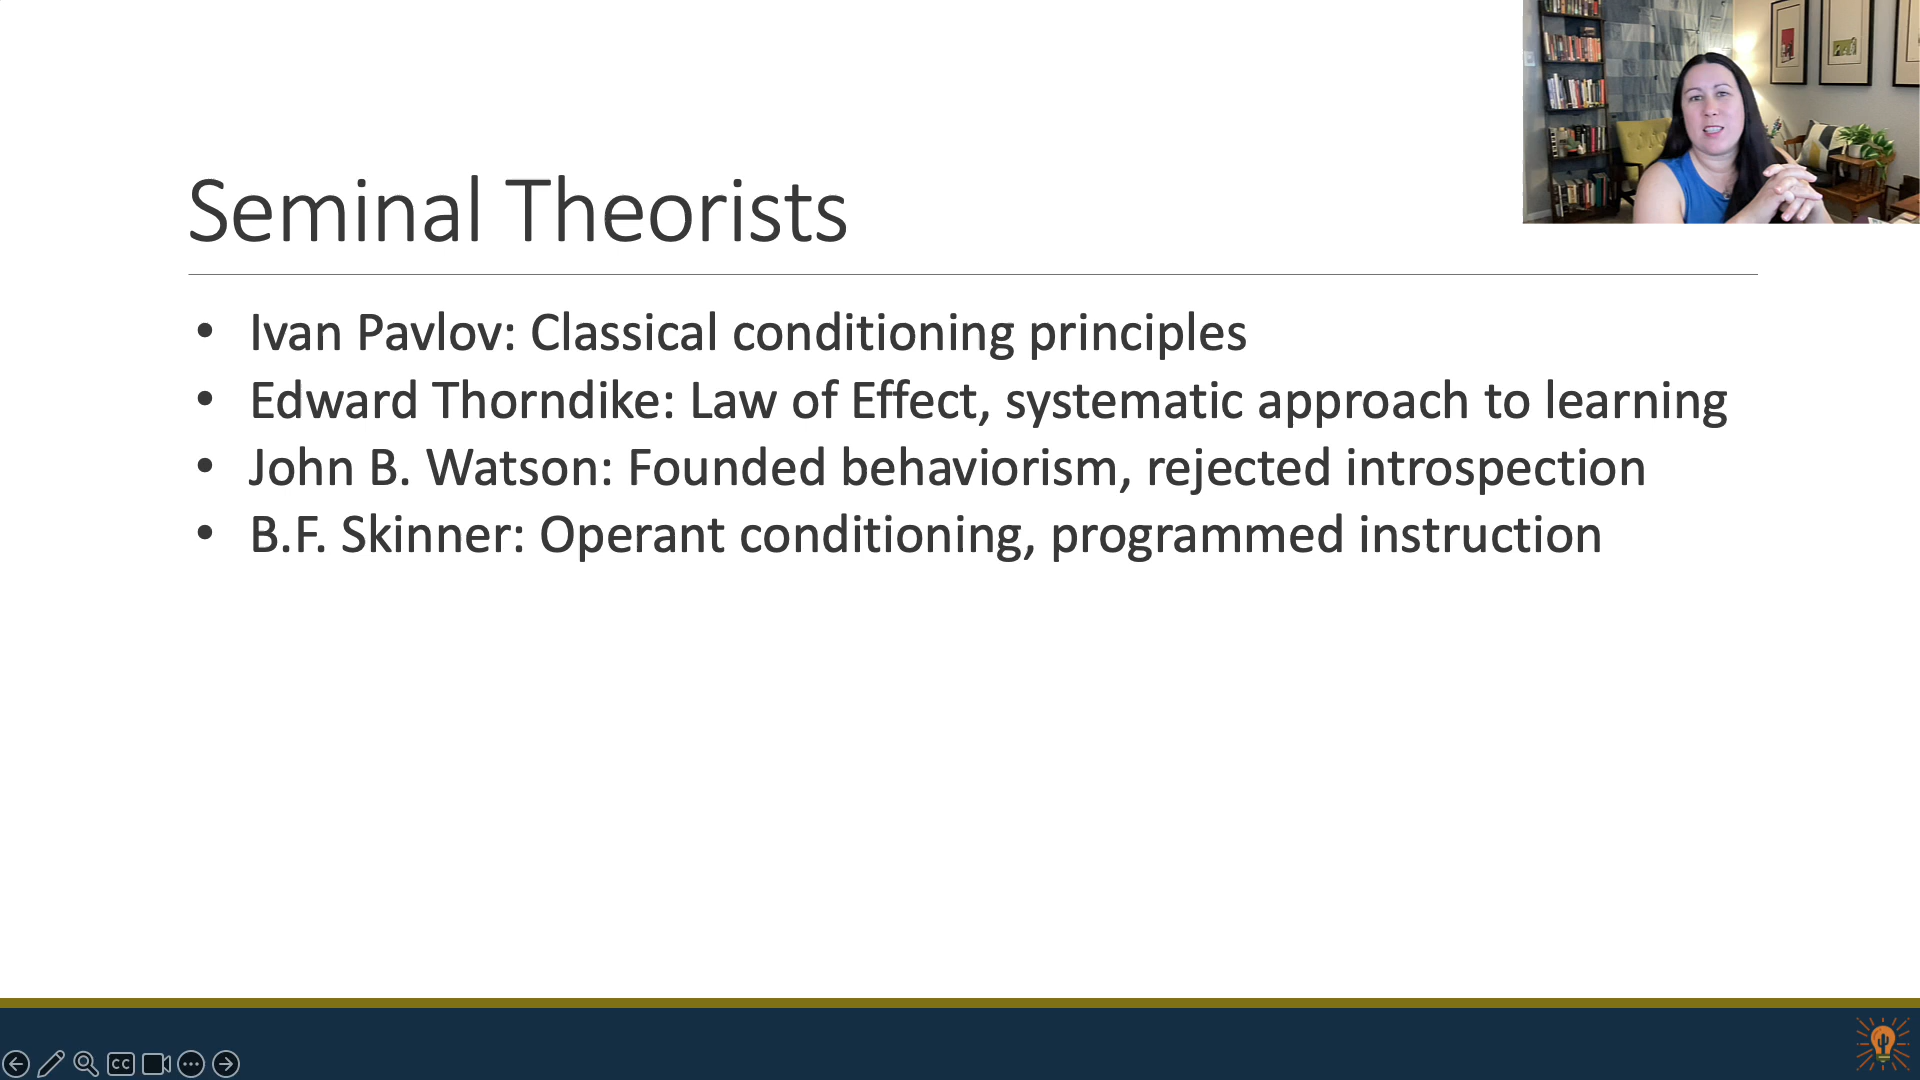 Seminal Theorists
• Ivan Pavlov: Classical conditioning principles
• Edward Thorndike: Law of Effect, systematic approach to learning
• John B. Watson: Founded behaviorism, rejected introspection
• B.F. Skinner: Operant conditioning, programmed instruction
CC